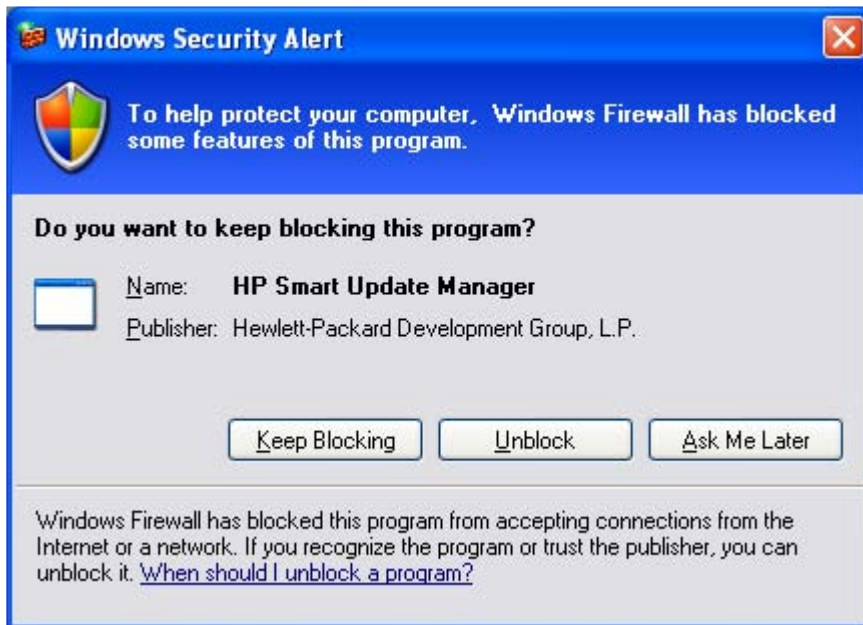 Windows Security Alert
To help protect your computer, Windows Firewall has blocked
some features of this program.
Do you want to keep blocking this program?
Name: HP Smart Update Manager
Publisher: Hewlett-Packard Development Group, L.P.
Keep Blocking Unblock Ask Me Later
Windows Firewall has blocked this program from accepting connections from the
Internet or a network. If you recognize the program or trust the publisher, you can
unblock it. When should I unblock a program?